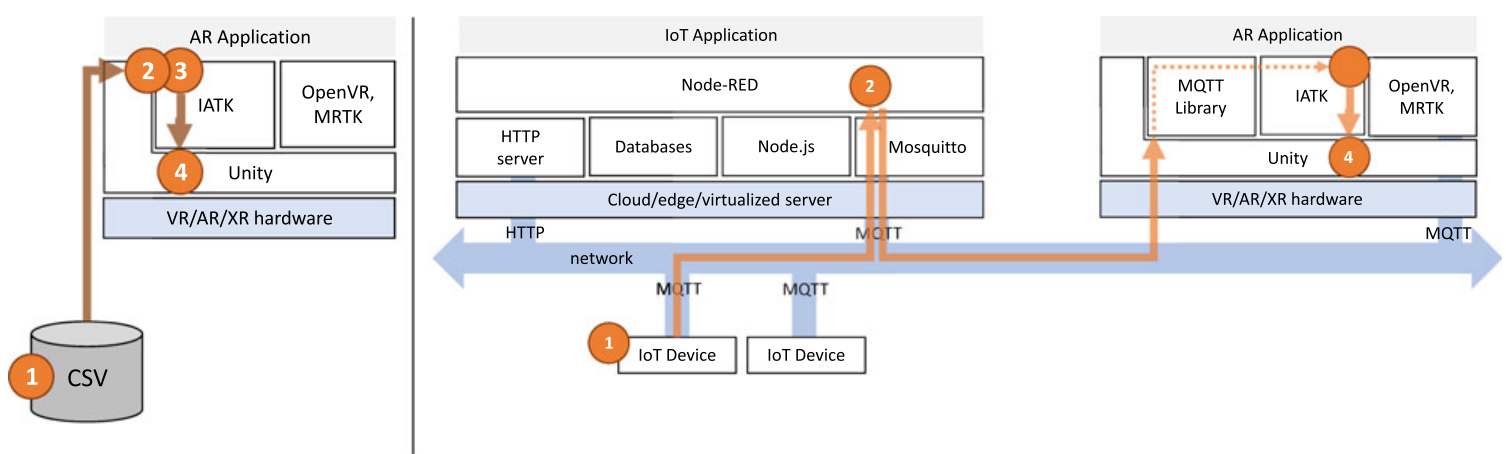 AR Application
2
3
IATK
OpenVR,
MRTK
4
Unity
VR/AR/XR hardware
1
CSV
IoT Application
Node-RED
2
HTTP
server
Databases
Node.js
Mosquitto
Cloud/edge/virtualized server
HTTP
MQTT
network
MQTT
MQTT
1
IoT Device
IoT Device
AR Application
MQTT
Library
IATK
OpenVR,
MRTK
Unity
4
VR/AR/XR hardware
MQTT